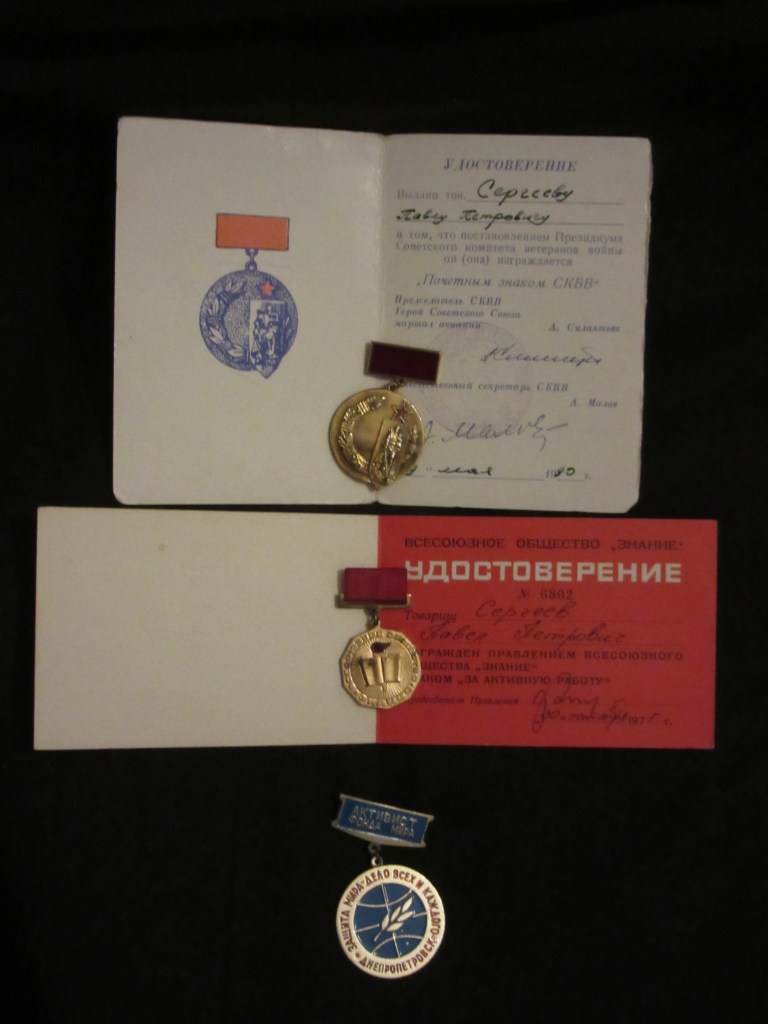 УДОСТОВЕРЕНИЕ
Выдано тов. Сергееву
Павлу Петровичу
в том, что постановлением Президиума
Советского комитета ветеранов войны
он (она) награждается
„Почетным знаком СКВВ“
Председатель СКВВ
Герой Советского Союза
маршал авиации
секретарь СКВВ
А. Милов
мая
ВСЕСОЮЗНОЕ ОБЩЕСТВО „ЗНАНИЕ“
УДОСТОВЕРЕНИЕ
№ 6802
Товарищ Сергеев
Павел Петрович
НАГРАЖДЕН ПРАВЛЕНИЕМ ВСЕСОЮЗНОГО
ОБЩЕСТВА „ЗНАНИЕ“
ЗНАКОМ „ЗА АКТИВНУЮ РАБОТУ“
Председатель Правления
АКТИВИСТ
ФОНДА МИРА
ЗАЩИТА МИРА-ДЕЛО ВСЕХ И КАЖДОГО
ДНЕПРОПЕТРОВСК